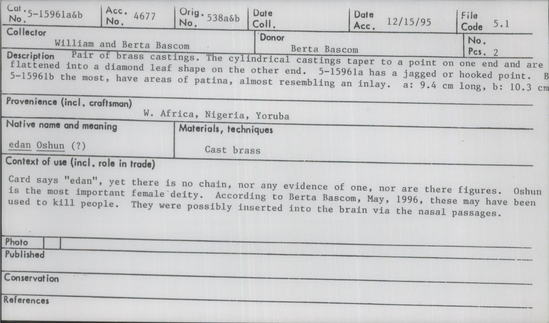 Cat. No. 5-15961a&b Acc. No. 4677 Orig. No. 538a&b Date Coll. Date Acc. 12/15/95 File Code 5.1
Collector William and Berta Bascom Donor Berta Bascom No. Pcs. 2
Description Pair of brass castings. The cylindrical castings taper to a point on one end and are
flattened into a diamond leaf shape on the other end. 5-15961a has a jagged or hooked point. B
5-15961b the most, have areas of patina, almost resembling an inlay. a: 9.4 cm long, b: 10.3 cm
Provenience (incl. craftsman)
W. Africa, Nigeria, Yoruba
Native name and meaning Materials, techniques
edan Oshun (?) Cast brass
Context of use (incl. role in trade)
Card says "edan", yet there is no chain, nor any evidence of one, nor are there figures. Oshun
is the most important female deity. According to Berta Bascom, May, 1996, these may have been
used to kill people. They were possibly inserted into the brain via the nasal passages.
Photo
Published
Conservation
References